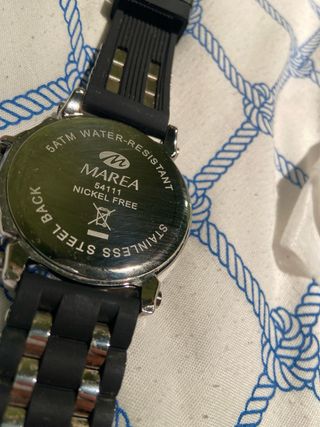 5ATM WATER-RESISTANT
MAREA
54111
NICKEL FREE
STAINLESS STEEL BACK